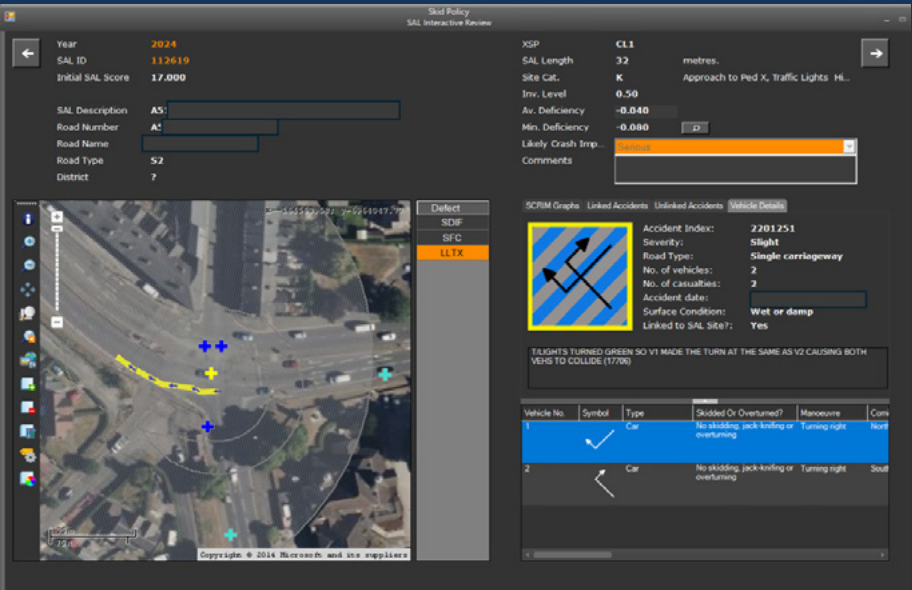 Skid Policy
SAL Interactive Review
Year 2024
SAL ID 112619
Initial SAL Score 17.000
SAL Description
Road Number
Road Name
Road Type S2
District ?
XSP CL1
SAL Length 32 metres.
Site Cat. K Approach to Ped X, Traffic Lights Hi...
Inv. Level 0.50
Av. Deficiency -0.040
Min. Deficiency -0.080
Likely Crash Imp... Serious
Comments
Defect
SDIF
SFC
LLTX
Copyright © 2014 Microsoft and its suppliers
SCRIM Graphs Linked Accidents Unlinked Accidents Vehicle Details
Accident Index: 2201251
Severity: Slight
Road Type: Single carriageway
No. of vehicles: 2
No. of casualties: 2
Accident date:
Surface Condition: Wet or damp
Linked to SAL Site?: Yes
T/LIGHTS TURNED GREEN SO V1 MADE THE TURN AT THE SAME AS V2 CAUSING BOTH
VEHS TO COLLIDE (17706)
Vehicle No. Symbol Type Skidded Or Overturned? Manoeuvre Comi
1 Car No skidding, jack-knifing or Turning right North
overturning
2 Car No skidding, jack-knifing or Turning right South
overturning